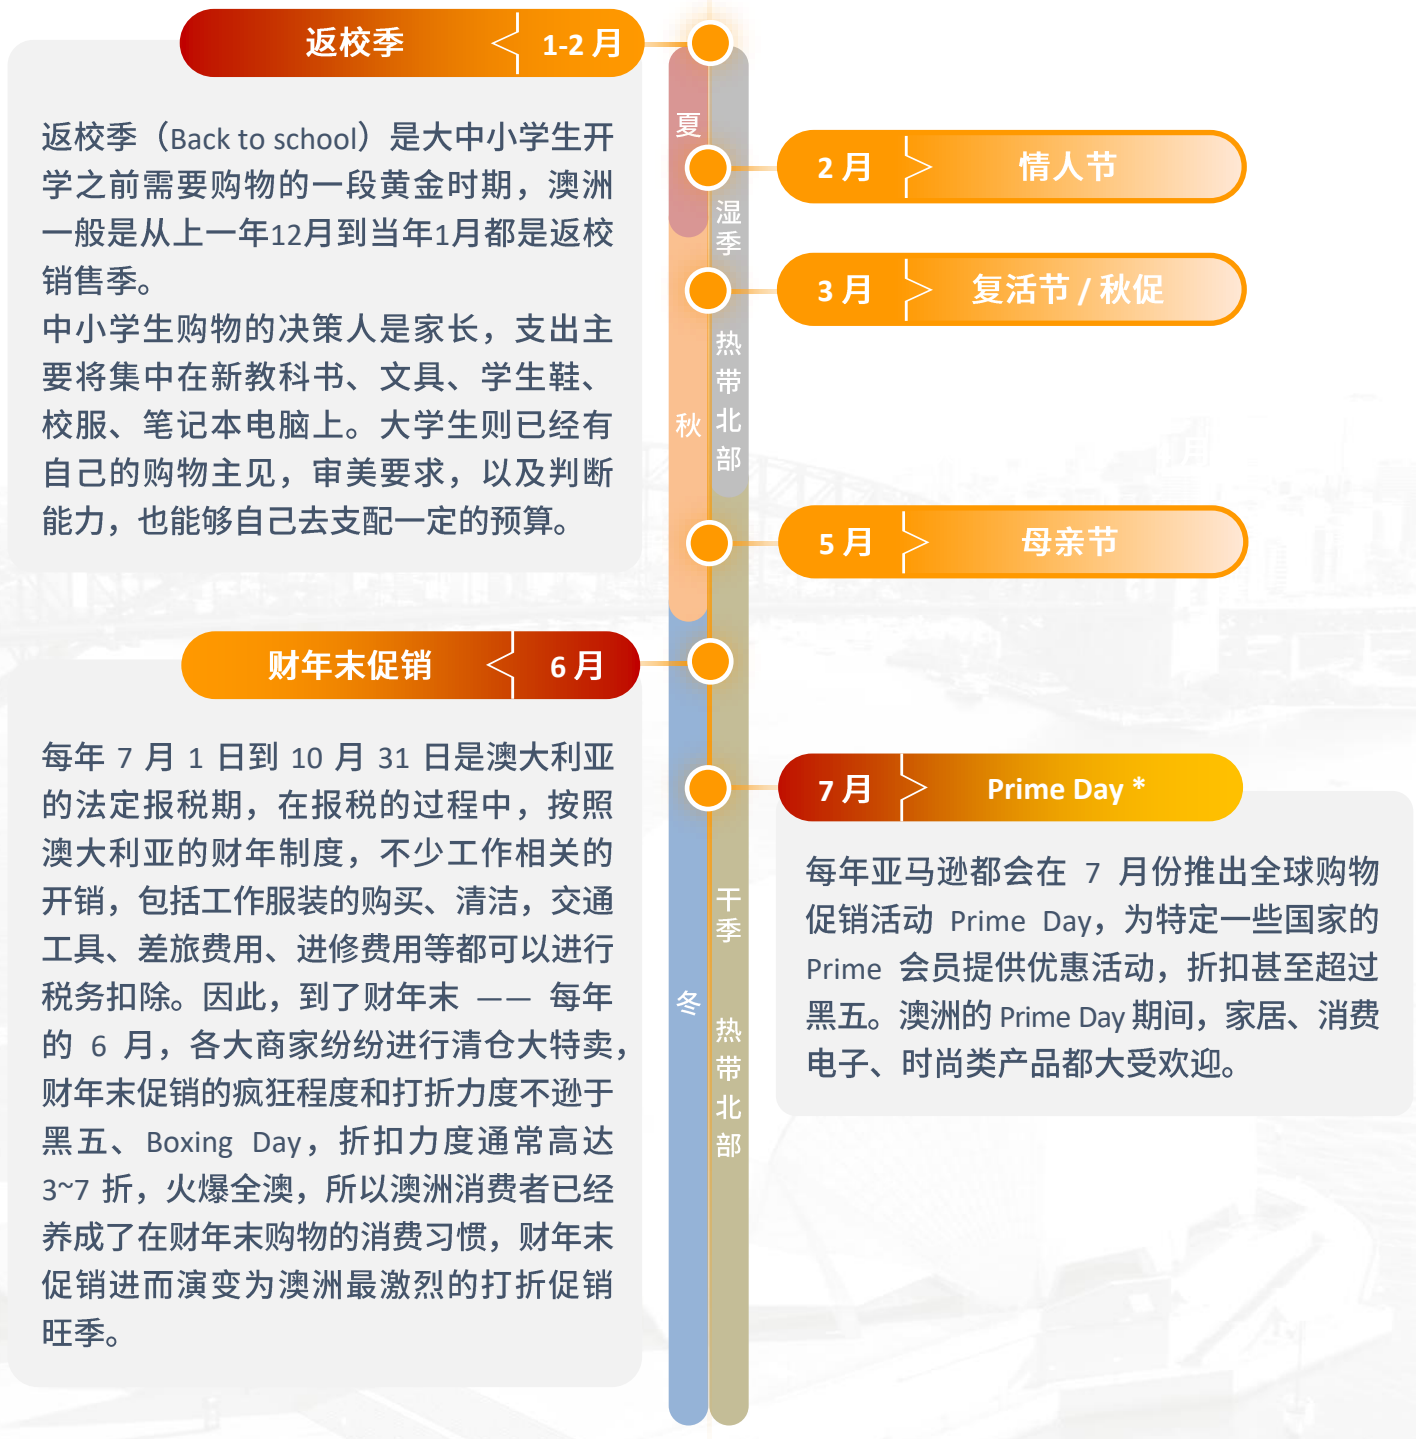 返校季 1-2 月
返校季（Back to school）是大中小学生开
学之前需要购物的一段黄金时期，澳洲
一般是从上一年12月到当年1月都是返校
销售季。
中小学生购物的决策人是家长，支出主
要将集中在新教科书、文具、学生鞋、
校服、笔记本电脑上。大学生则已经有
自己的购物主见，审美要求，以及判断
能力，也能够自己去支配一定的预算。
夏
秋
冬
湿季
热带北部
干季
热带北部
2 月 情人节
3 月 复活节 / 秋促
5 月 母亲节
财年末促销 6 月
每年 7 月 1 日到 10 月 31 日是澳大利亚
的法定报税期，在报税的过程中，按照
澳大利亚的财年制度，不少工作相关的
开销，包括工作服装的购买、清洁，交通
工具、差旅费用、进修费用等都可以进行
税务扣除。因此，到了财年末 —— 每年
的 6 月，各大商家纷纷进行清仓大特卖，
财年末促销的疯狂程度和打折力度不逊于
黑五、Boxing Day，折扣力度通常高达
3~7 折，火爆全澳，所以澳洲消费者已经
养成了在财年末购物的消费习惯，财年末
促销进而演变为澳洲最激烈的打折促销
旺季。
7 月 Prime Day *
每年亚马逊都会在 7 月份推出全球购物
促销活动 Prime Day，为特定一些国家的
Prime 会员提供优惠活动，折扣甚至超过
黑五。澳洲的 Prime Day 期间，家居、消费
电子、时尚类产品都大受欢迎。